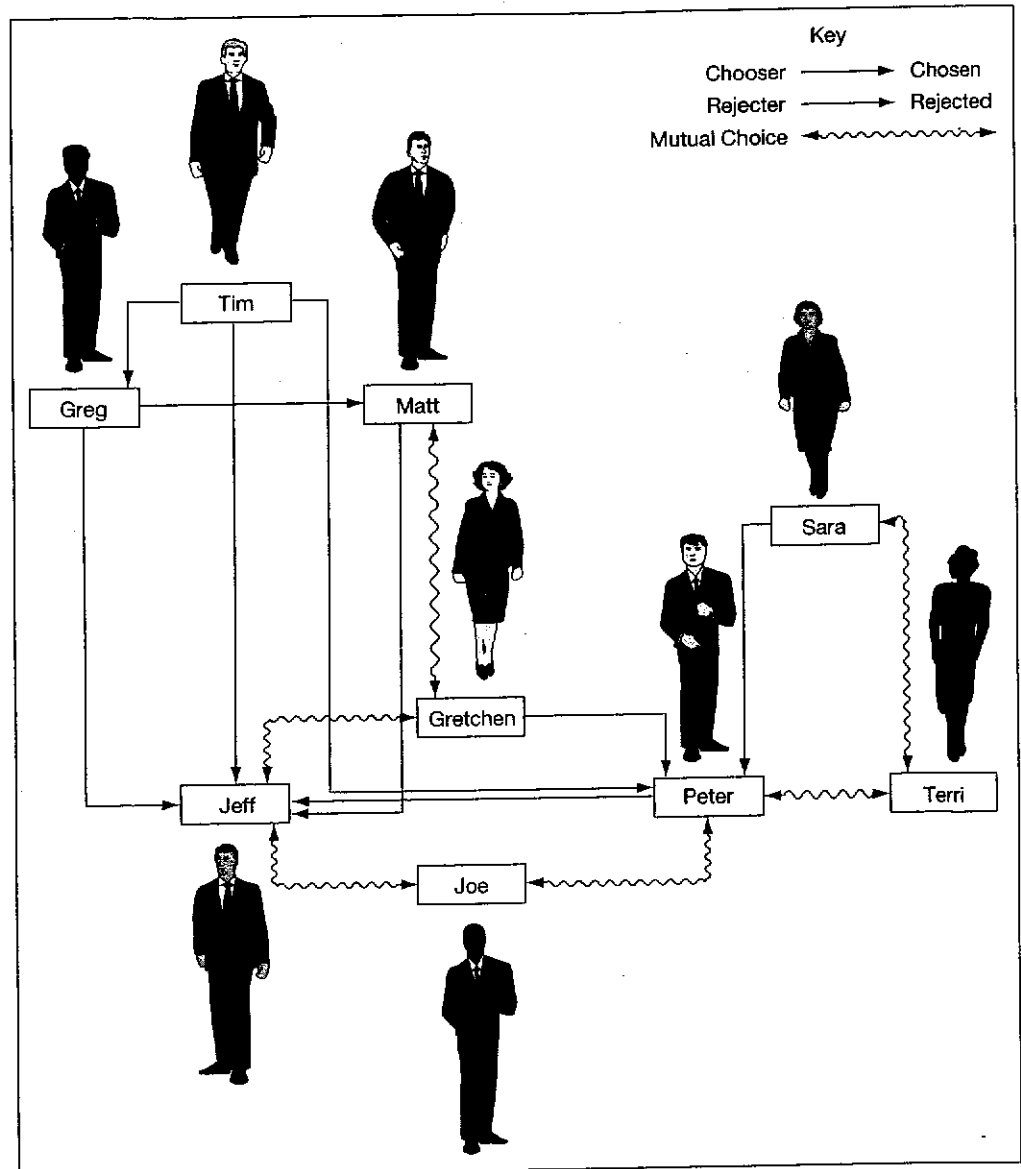 Key
Chooser Chosen
Rejecter Rejected
Mutual Choice
Tim
Greg
Matt
Sara
Gretchen
Jeff
Peter
Terri
Joe